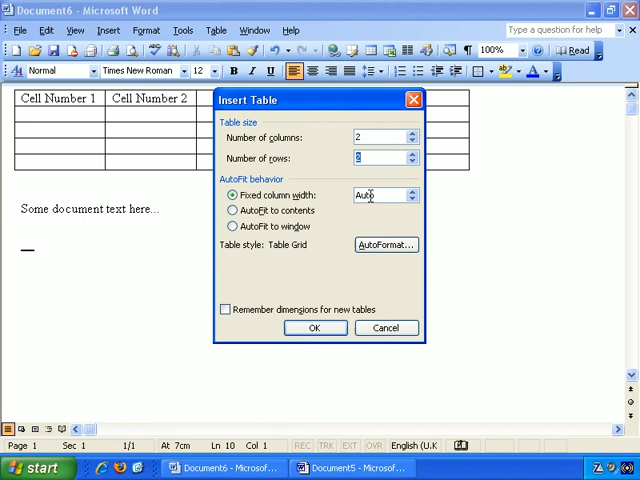 Document6 - Microsoft Word
File Edit View Insert Format Tools Table Window Help Type a question for help
100% Read
Normal Times New Roman 12 B I U
Cell Number 1 Cell Number 2
Insert Table
Table size
Number of columns: 2
Number of rows: 2
AutoFit behavior
Fixed column width: Auto
AutoFit to contents
AutoFit to window
Table style: Table Grid AutoFormat...
Remember dimensions for new tables
OK Cancel
Some document text here...
Page 1 Sec 1 1/1 At 7cm Ln 10 Col 1 REC TRK EXT OVR English (U.K
start Document6 - Microsof... Document5 - Microsof... 12:06